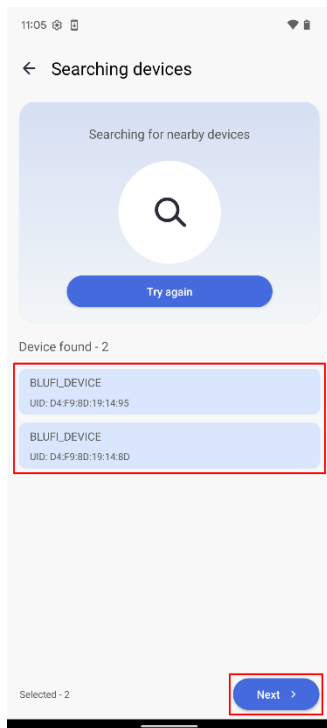 11:05
Searching devices
Searching for nearby devices
Try again
Device found - 2
BLUFI_DEVICE
UID: D4:F9:8D:19:14:95
BLUFI_DEVICE
UID: D4:F9:8D:19:14:8D
Selected - 2
Next